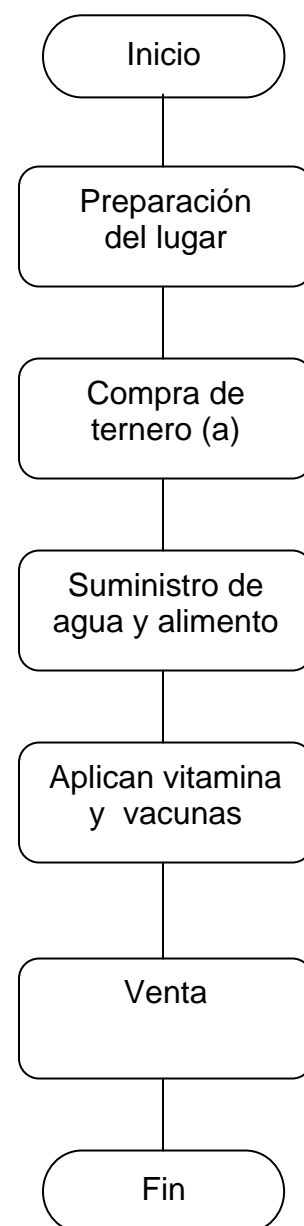 Inicio
Preparación
del lugar
Compra de
ternero (a)
Suministro de
agua y alimento
Aplican vitamina
y vacunas
Venta
Fin